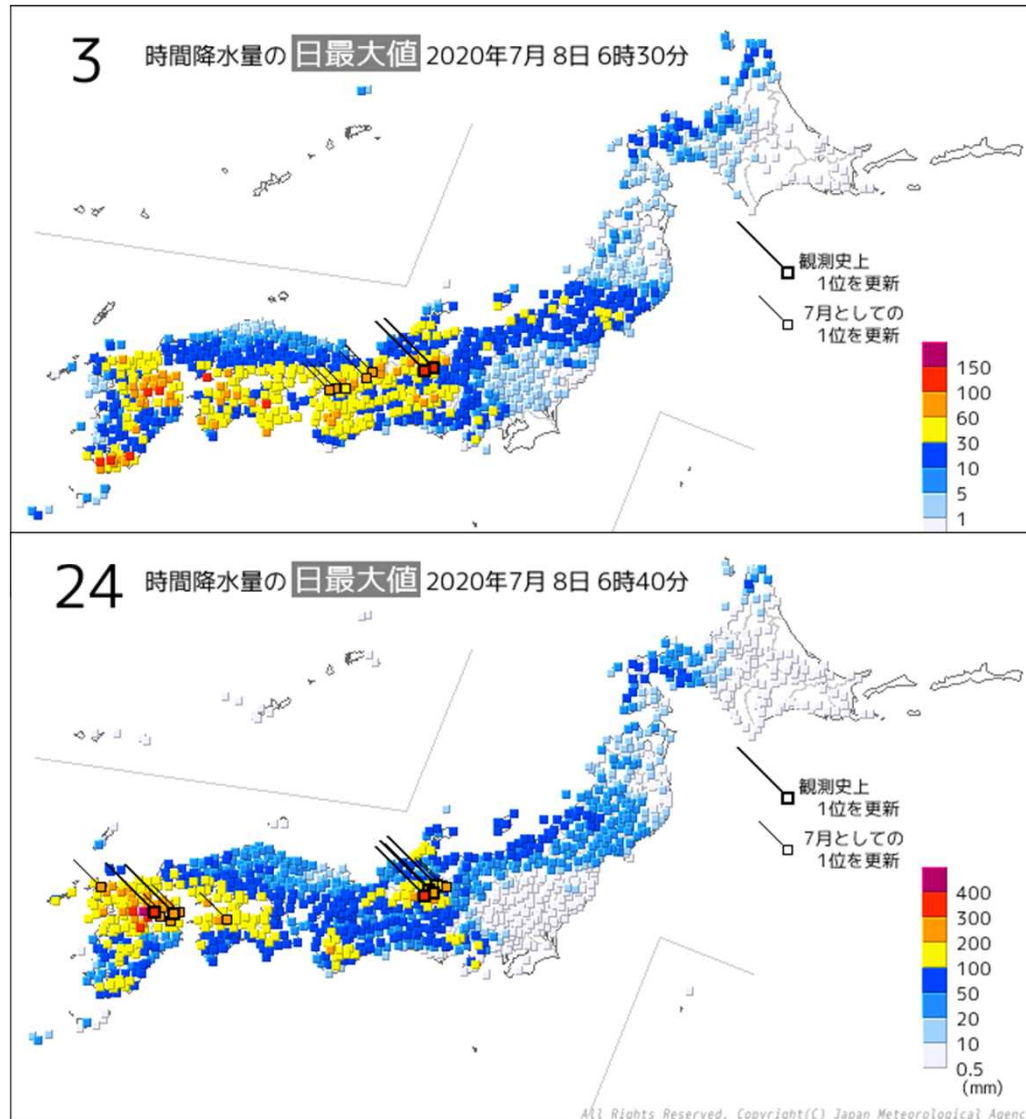 3 時間降水量の 日最大値 2020年7月 8日 6時30分
観測史上
1位を更新
7月としての
1位を更新
150
100
60
30
10
5
1
24 時間降水量の 日最大値 2020年7月 8日 6時40分
観測史上
1位を更新
7月としての
1位を更新
400
300
200
100
50
20
10
0.5
(mm)
All Rights Reserved. Copyright(C) Japan Meteorological Agenc